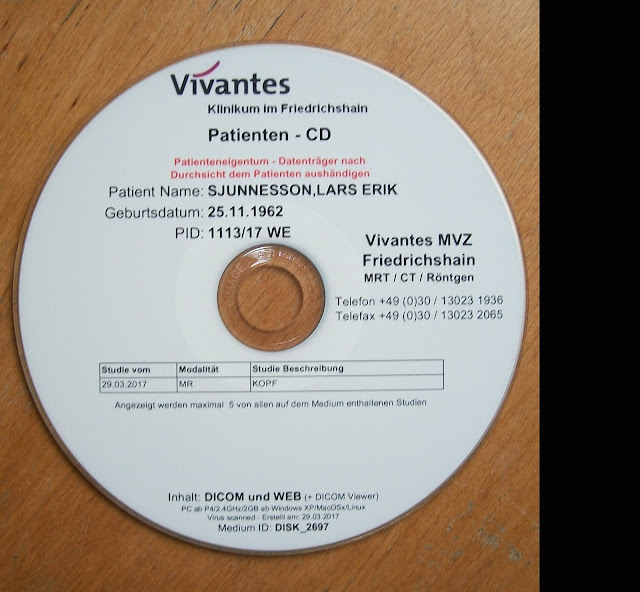 Vivantes
Klinikum im Friedrichshain
Patienten - CD
Patienteneigentum - Datenträger nach
Durchsicht dem Patienten aushändigen
Patient Name: SJUNNESSON,LARS ERIK
Geburtsdatum: 25.11.1962
PID: 1113/17 WE
Vivantes MVZ
Friedrichshain
MRT / CT / Röntgen
Telefon +49 (0)30 / 13023 1936
Telefax +49 (0)30 / 13023 2065
Studie vom Modalität Studie Beschreibung
29.03.2017 MR KOPF
Angezeigt werden maximal 5 von allen auf dem Medium enthaltenen Studien
Inhalt: DICOM und WEB (+ DICOM Viewer)
PC ab P4/2.4GHz/2GB ab Windows XP/MacOSx/Linux
Virus scanned - Erstellt am: 29.03.2017
Medium ID: DISK_2697